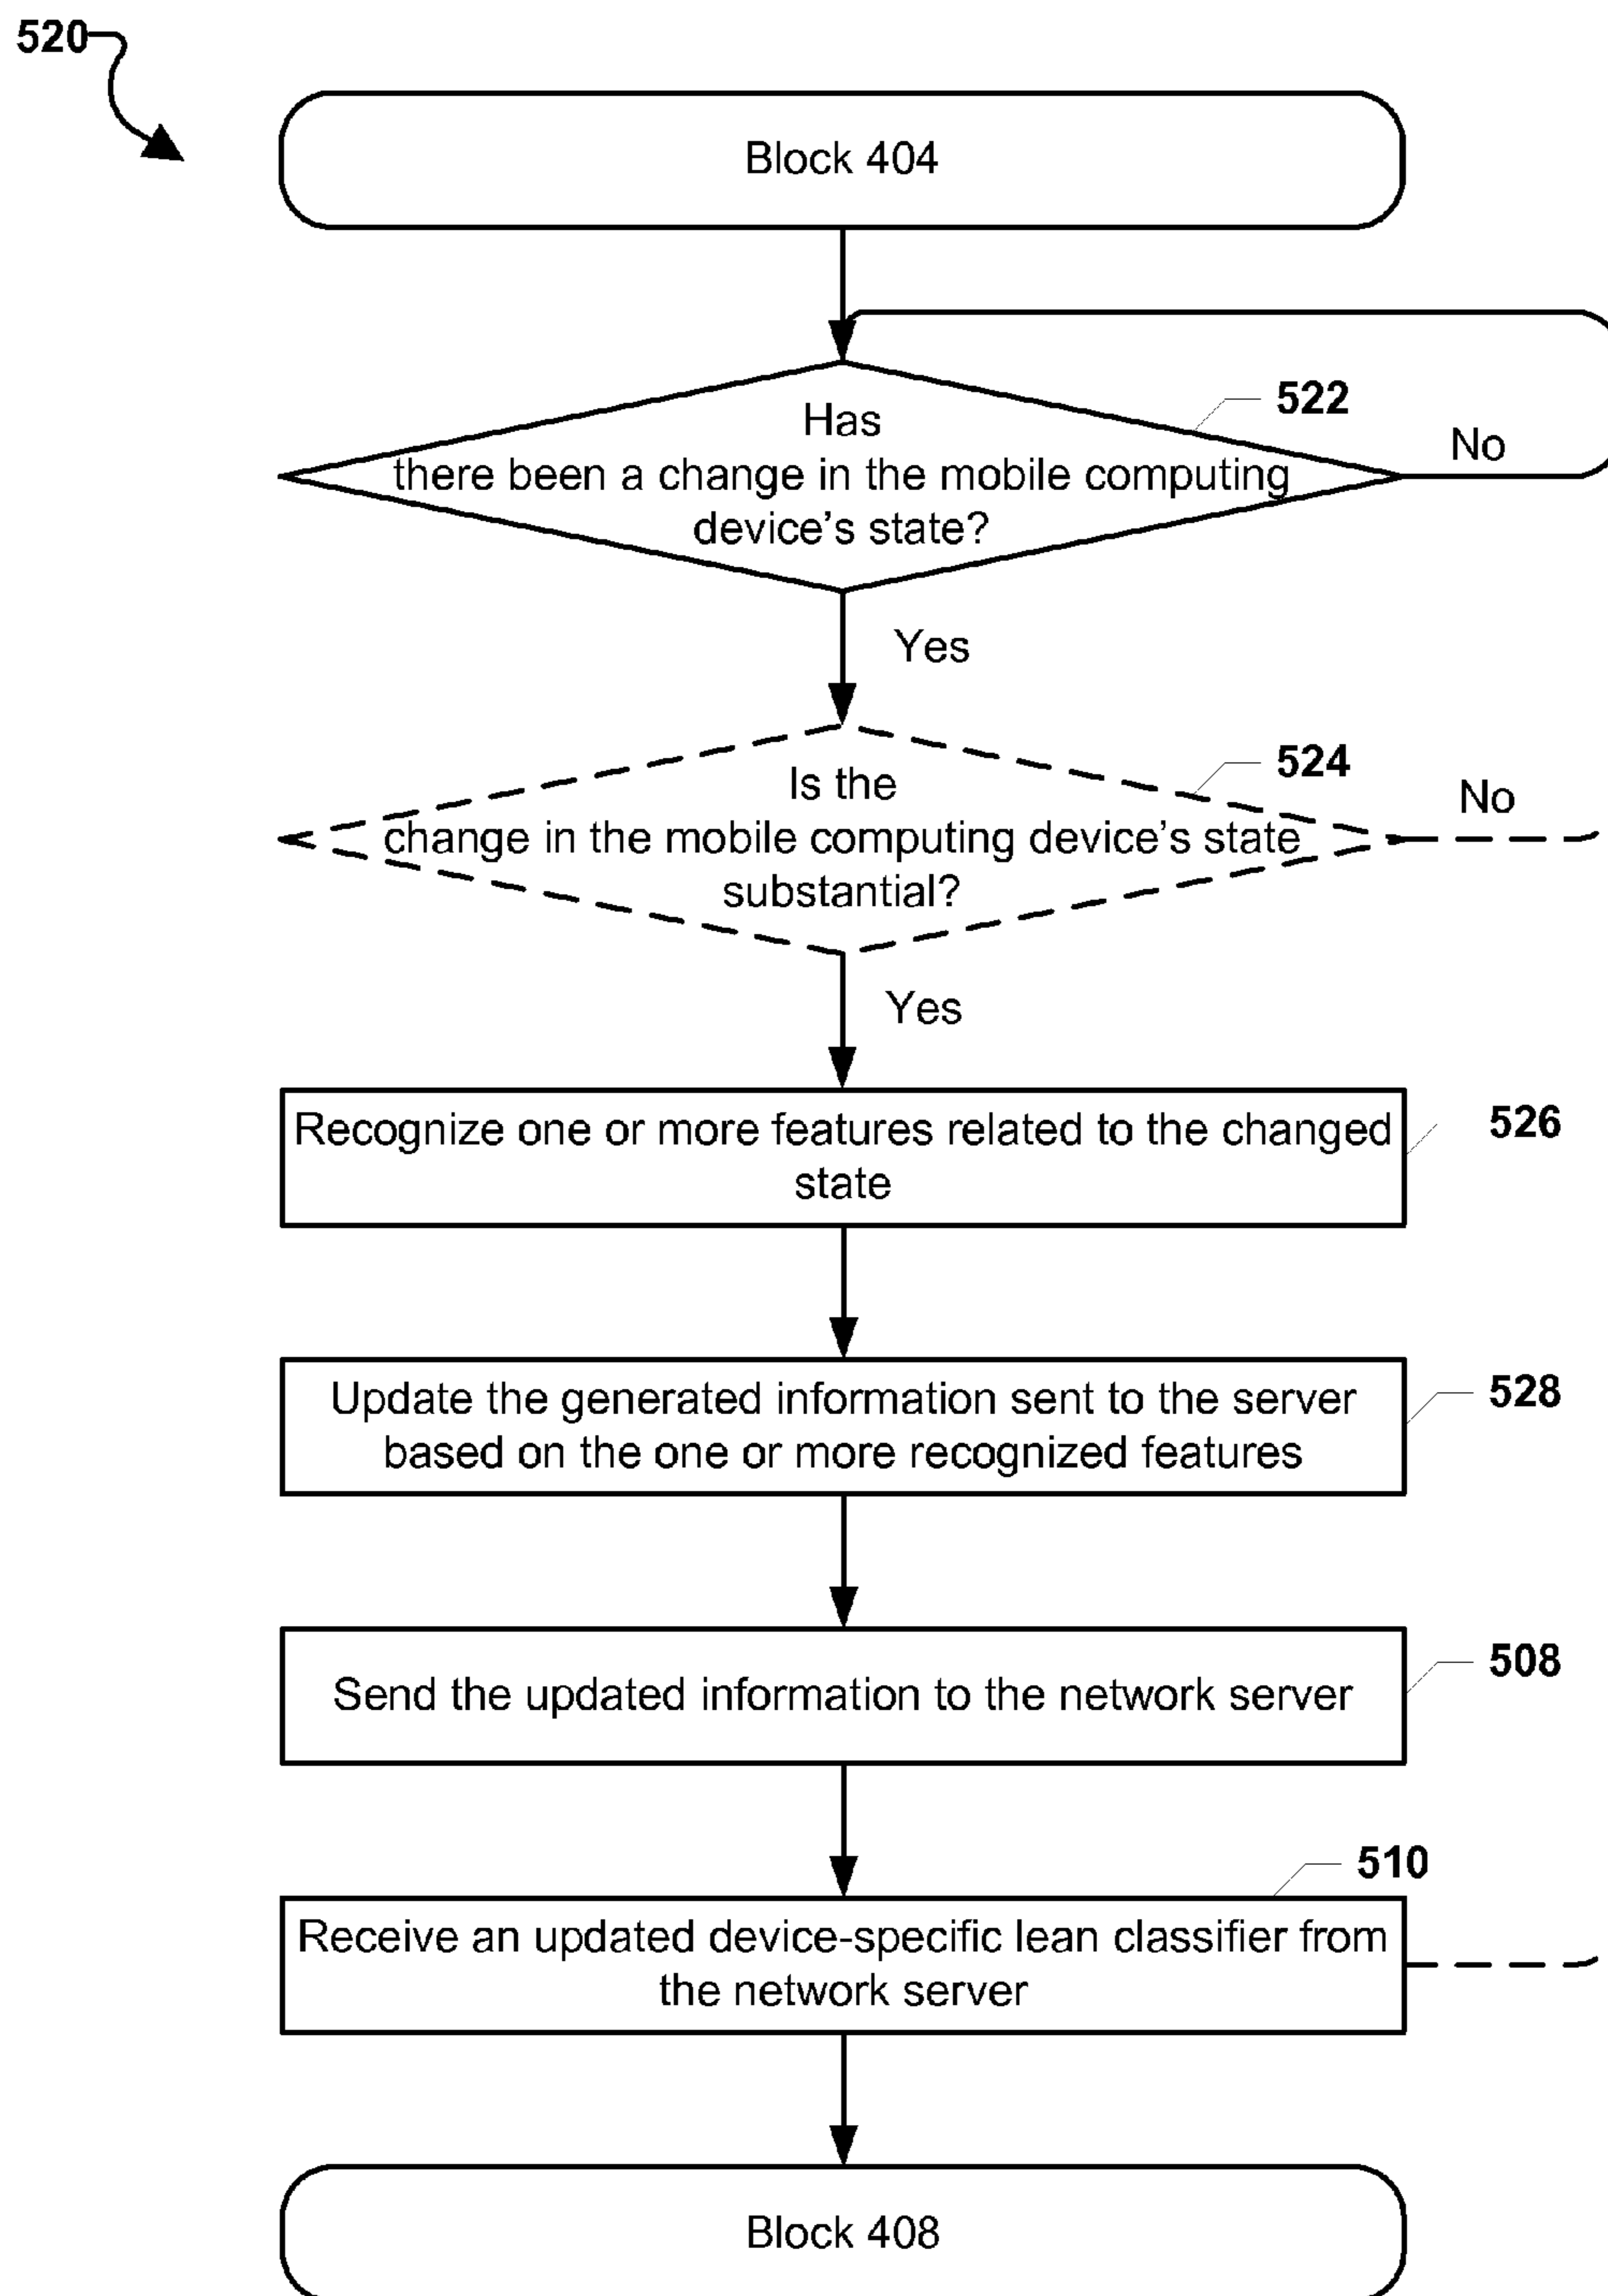 520
Block 404
Has
there been a change in the mobile computing
device's state?
522
No
Yes
Is the
change in the mobile computing device's state
substantial?
524
No
Yes
Recognize one or more features related to the changed
state
526
Update the generated information sent to the server
based on the one or more recognized features
528
Send the updated information to the network server
508
510
Receive an updated device-specific lean classifier from
the network server
Block 408